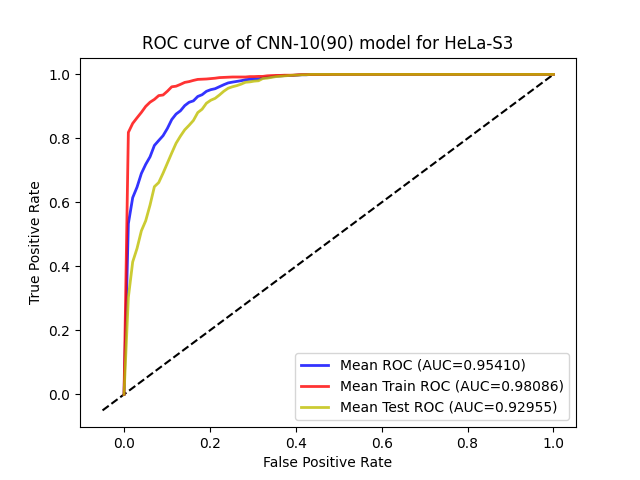 ROC curve of CNN-10(90) model for HeLa-S3
True Positive Rate
1.0
0.8
0.6
0.4
0.2
0.0
Mean ROC (AUC=0.95410)
Mean Train ROC (AUC=0.98086)
Mean Test ROC (AUC=0.92955)
0.0 0.2 0.4 0.6 0.8 1.0
False Positive Rate